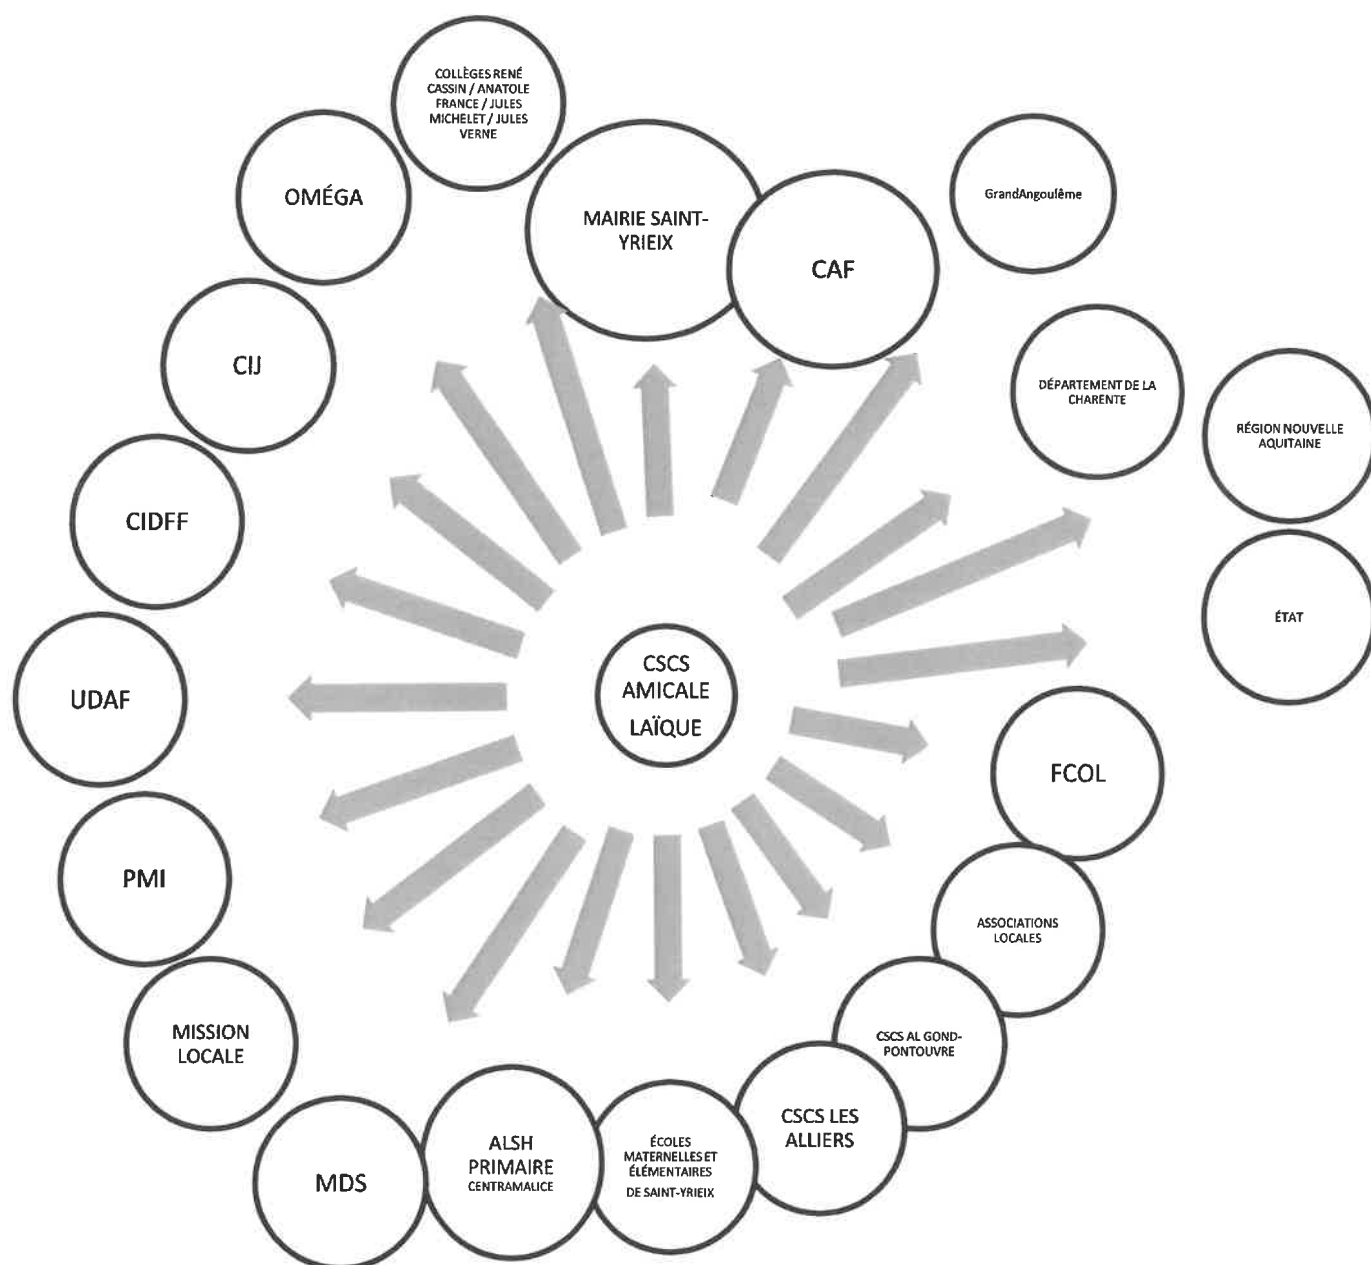 COLLÈGES RENÉ
CASSIN / ANATOLE
FRANCE / JULES
MICHELET / JULES
VERNE
OMÉGA
MAIRIE SAINT-
YRIEIX
CAF
GrandAngoulême
CIJ
DÉPARTEMENT DE LA
CHARENTE
RÉGION NOUVELLE
AQUITAINE
CIDFF
ÉTAT
CSCS
AMICALE
LAÏQUE
UDAF
FCOL
PMI
ASSOCIATIONS
LOCALES
MISSION
LOCALE
CSCS AL GOND-
PONTOUVRE
CSCS LES
ALLIERS
ÉCOLES
MATERNELLES ET
ÉLÉMENTAIRES
DE SAINT-YRIEIX
ALSH
PRIMAIRE
CENTRAMALICE
MDS